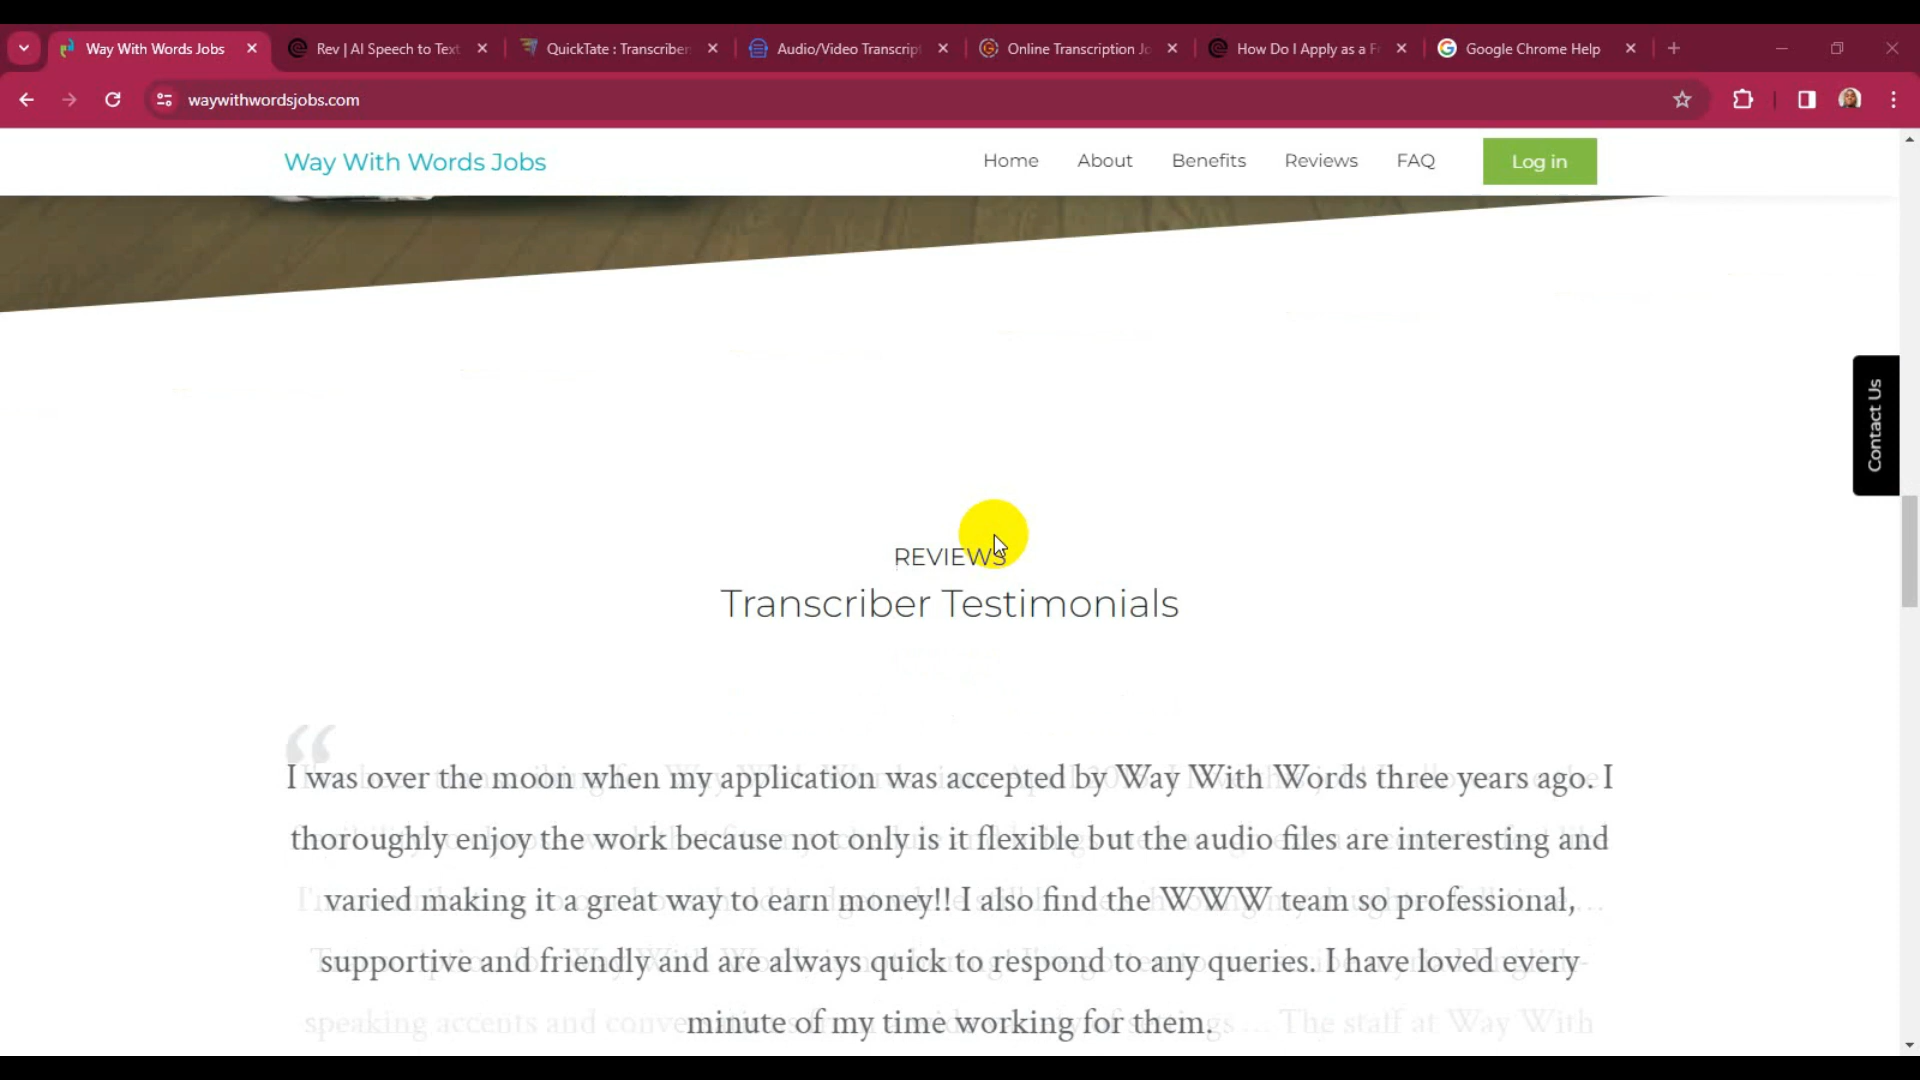 Way With Words Jobs
Rev | AI Speech to Text
QuickTate : Transcriber
Audio/Video Transcript
Online Transcription Jo
How Do I Apply as a Fr
Google Chrome Help
waywithwordsjobs.com
Way With Words Jobs
Home
About
Benefits
Reviews
FAQ
Log in
Contact Us
REVIEWS
Transcriber Testimonials
“
I was over the moon when my application was accepted by Way With Words three years ago. I
thoroughly enjoy the work because not only is it flexible but the audio files are interesting and
varied making it a great way to earn money!! I also find the WWW team so professional,
supportive and friendly and are always quick to respond to any queries. I have loved every
minute of my time working for them.